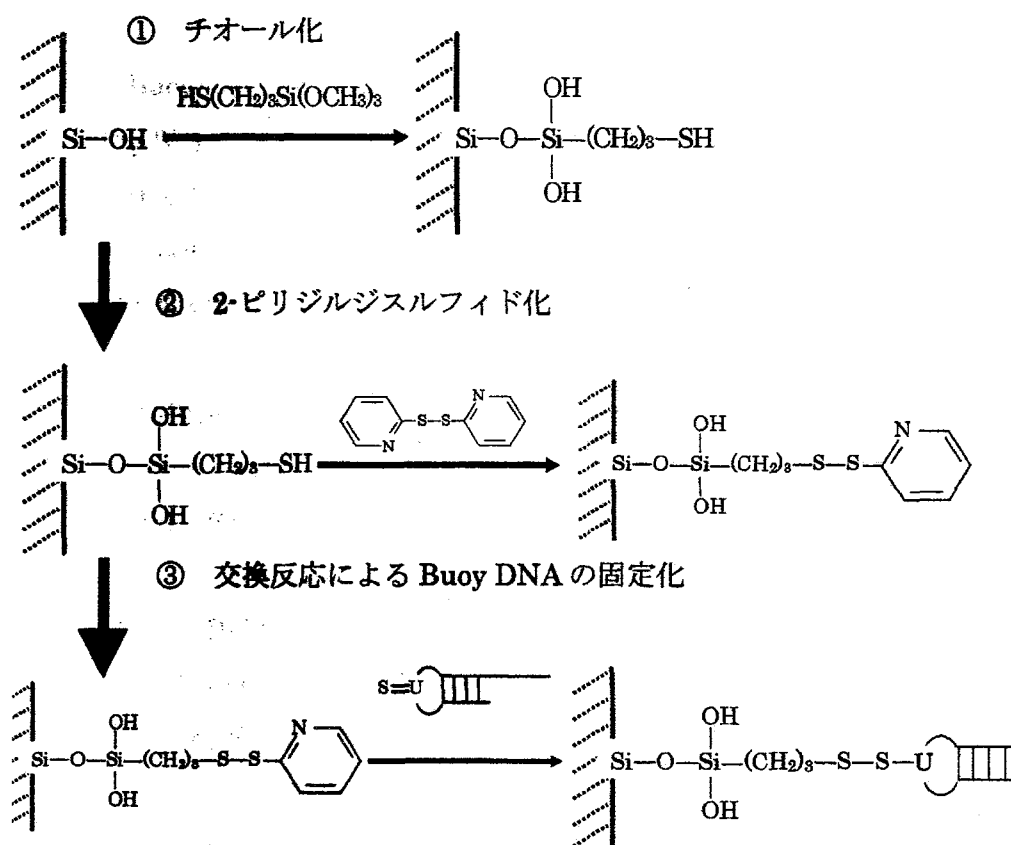 ① チオール化
HS(CH₂)₃Si(OCH₃)₃
Si—OH
OH
Si—O—Si—(CH₂)₃—SH
OH
② 2-ピリジルジスルフィド化
OH
Si—O—Si—(CH₂)₃—SH
OH
S—S
N
N
OH
Si—O—Si—(CH₂)₃—S—S
OH
N
③ 交換反応による Buoy DNA の固定化
OH
Si—O—Si—(CH₂)₃—S—S
OH
N
S=U
OH
Si—O—Si—(CH₂)₃—S—S—U
OH